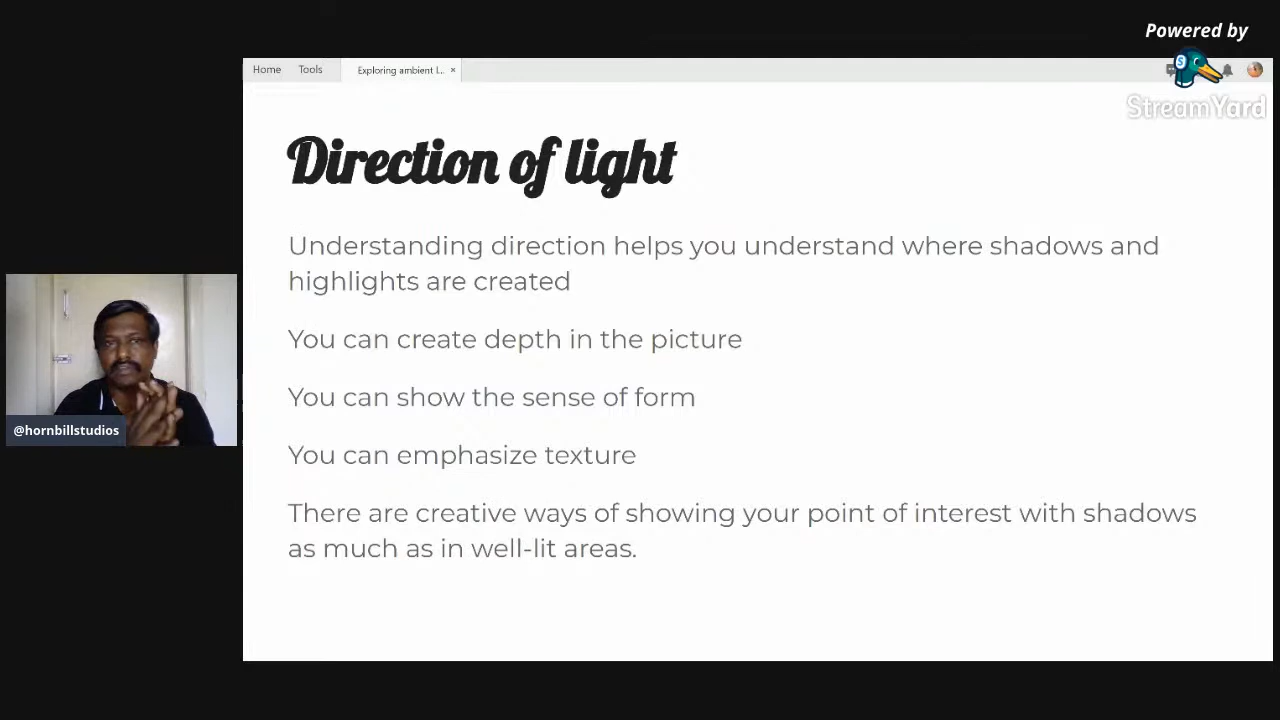 Powered by
StreamYard
Home Tools Exploring ambient l... ×
Direction of light
Understanding direction helps you understand where shadows and
highlights are created
You can create depth in the picture
You can show the sense of form
You can emphasize texture
There are creative ways of showing your point of interest with shadows
as much as in well-lit areas.
@hornbillstudios